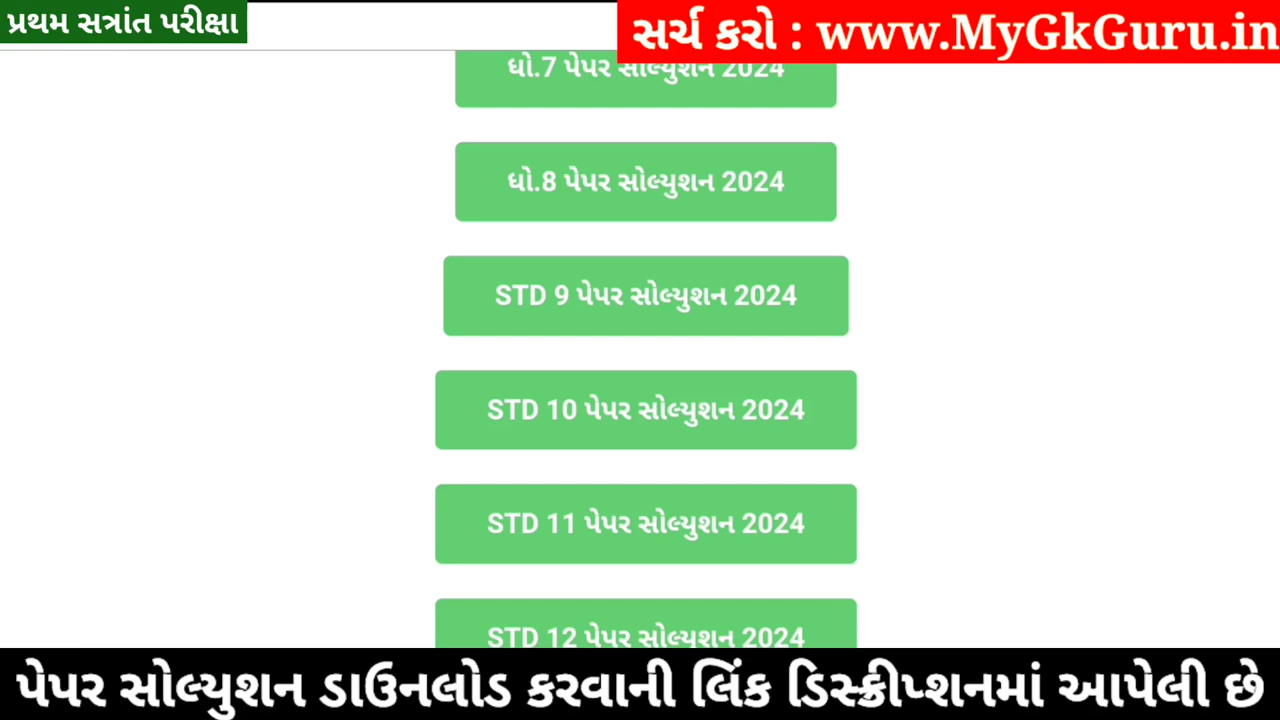 પ્રથમ સત્રાંત પરીક્ષા
સર્ચ કરો : www.MyGkGuru.in
ધો.7 પેપર સોલ્યુશન 2024
ધો.8 પેપર સોલ્યુશન 2024
STD 9 પેપર સોલ્યુશન 2024
STD 10 પેપર સોલ્યુશન 2024
STD 11 પેપર સોલ્યુશન 2024
STD 12 પેપર સોલ્યુશન 2024
પેપર સોલ્યુશન ડાઉનલોડ કરવાની લિંક ડિસ્ક્રીપ્શનમાં આપેલી છે